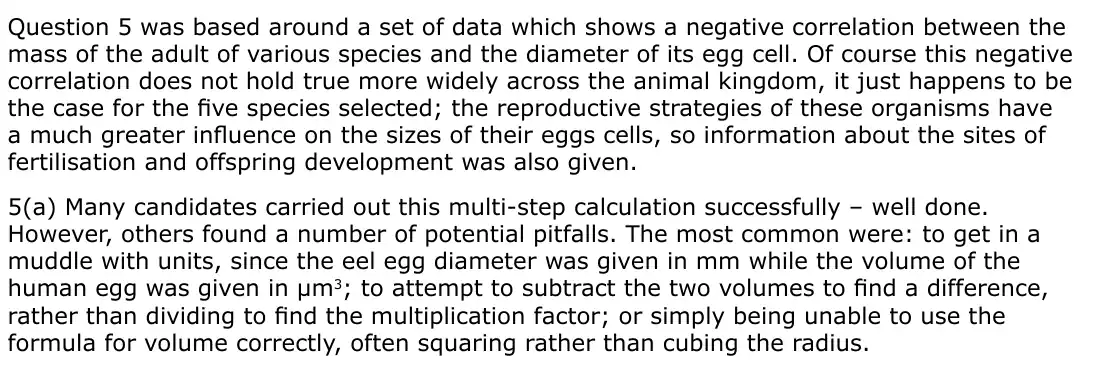 Question 5 was based around a set of data which shows a negative correlation between the
mass of the adult of various species and the diameter of its egg cell. Of course this negative
correlation does not hold true more widely across the animal kingdom, it just happens to be
the case for the five species selected; the reproductive strategies of these organisms have
a much greater influence on the sizes of their eggs cells, so information about the sites of
fertilisation and offspring development was also given.
5(a) Many candidates carried out this multi-step calculation successfully – well done.
However, others found a number of potential pitfalls. The most common were: to get in a
muddle with units, since the eel egg diameter was given in mm while the volume of the
human egg was given in µm³; to attempt to subtract the two volumes to find a difference,
rather than dividing to find the multiplication factor; or simply being unable to use the
formula for volume correctly, often squaring rather than cubing the radius.